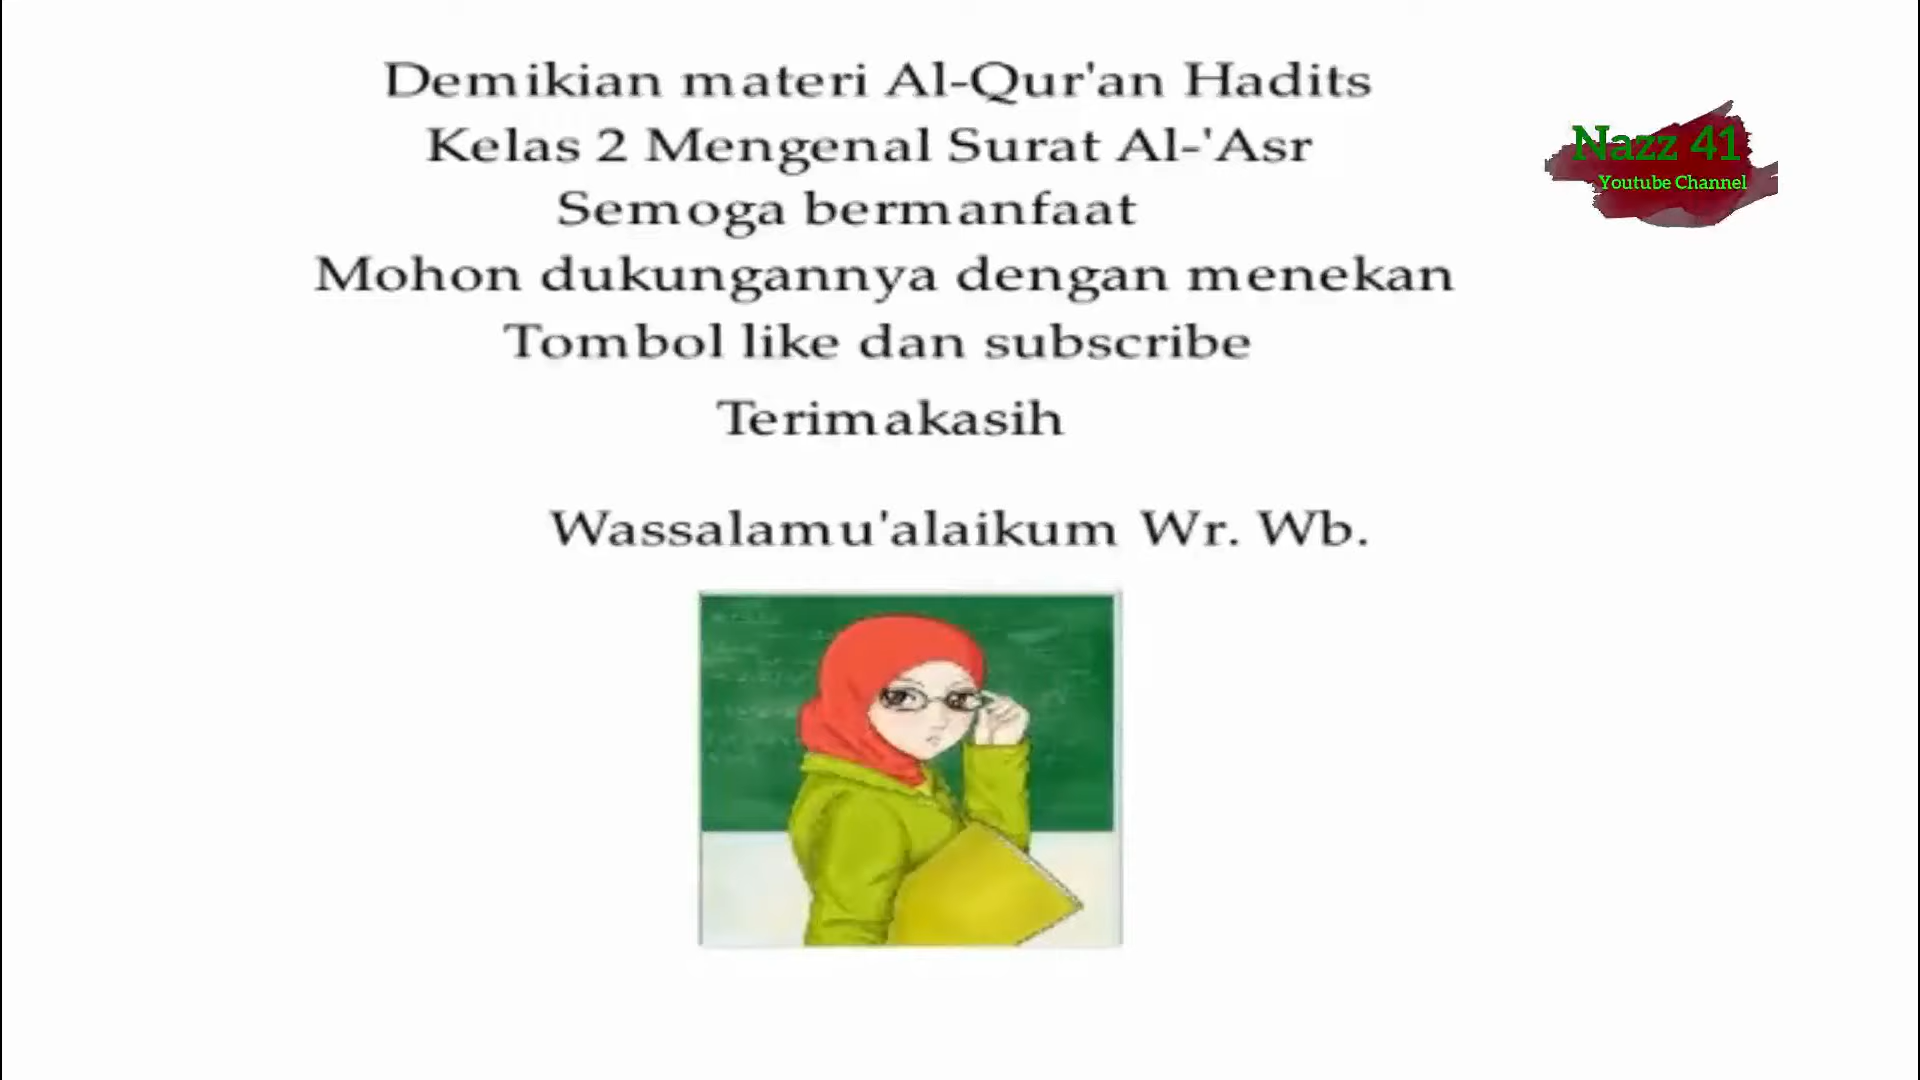 Demikian materi Al-Qur'an Hadits
Kelas 2 Mengenal Surat Al-'Asr
Semoga bermanfaat
Mohon dukungannya dengan menekan
Tombol like dan subscribe
Terimakasih
Wassalamu'alaikum Wr. Wb.
Nazz 41
Youtube Channel